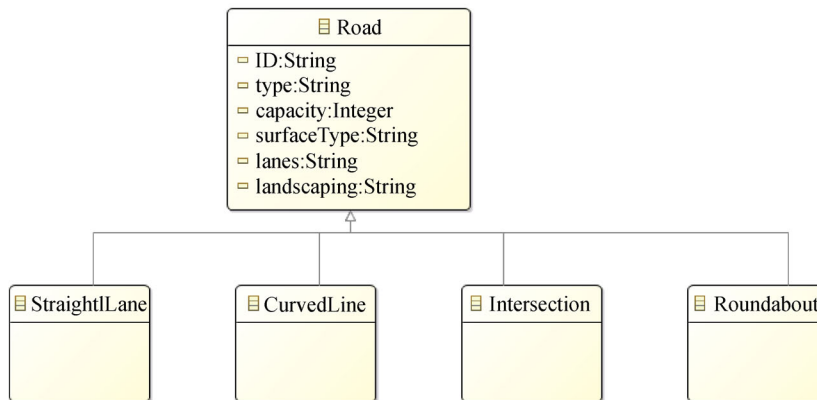 Road
ID:String
type:String
capacity:Integer
surfaceType:String
lanes:String
landscaping:String
StraightlLane
CurvedLine
Intersection
Roundabout